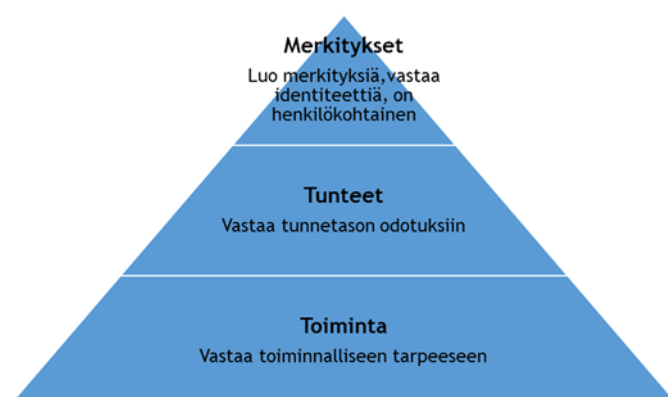 Merkitykset
Luo merkityksiä,vastaa
identiteettiä, on
henkilökohtainen
Tunteet
Vastaa tunnetason odotuksiin
Toiminta
Vastaa toiminnalliseen tarpeeseen